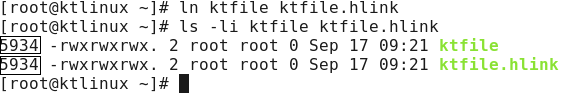 [root@ktlinux ~]# ln ktfile ktfile.hlink
[root@ktlinux ~]# ls -li ktfile ktfile.hlink
5934 -rwxrwxrwx. 2 root root 0 Sep 17 09:21 ktfile
5934 -rwxrwxrwx. 2 root root 0 Sep 17 09:21 ktfile.hlink
[root@ktlinux ~]#